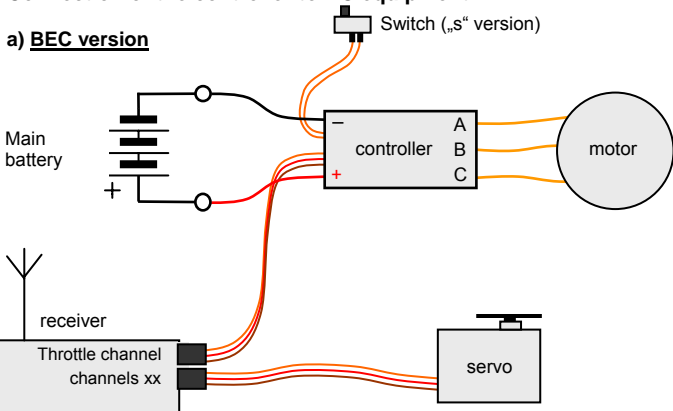 Switch („s“ version)
a) BEC version
Main
battery
+
−
+
controller
A
B
C
motor
receiver
Throttle channel
channels xx
servo